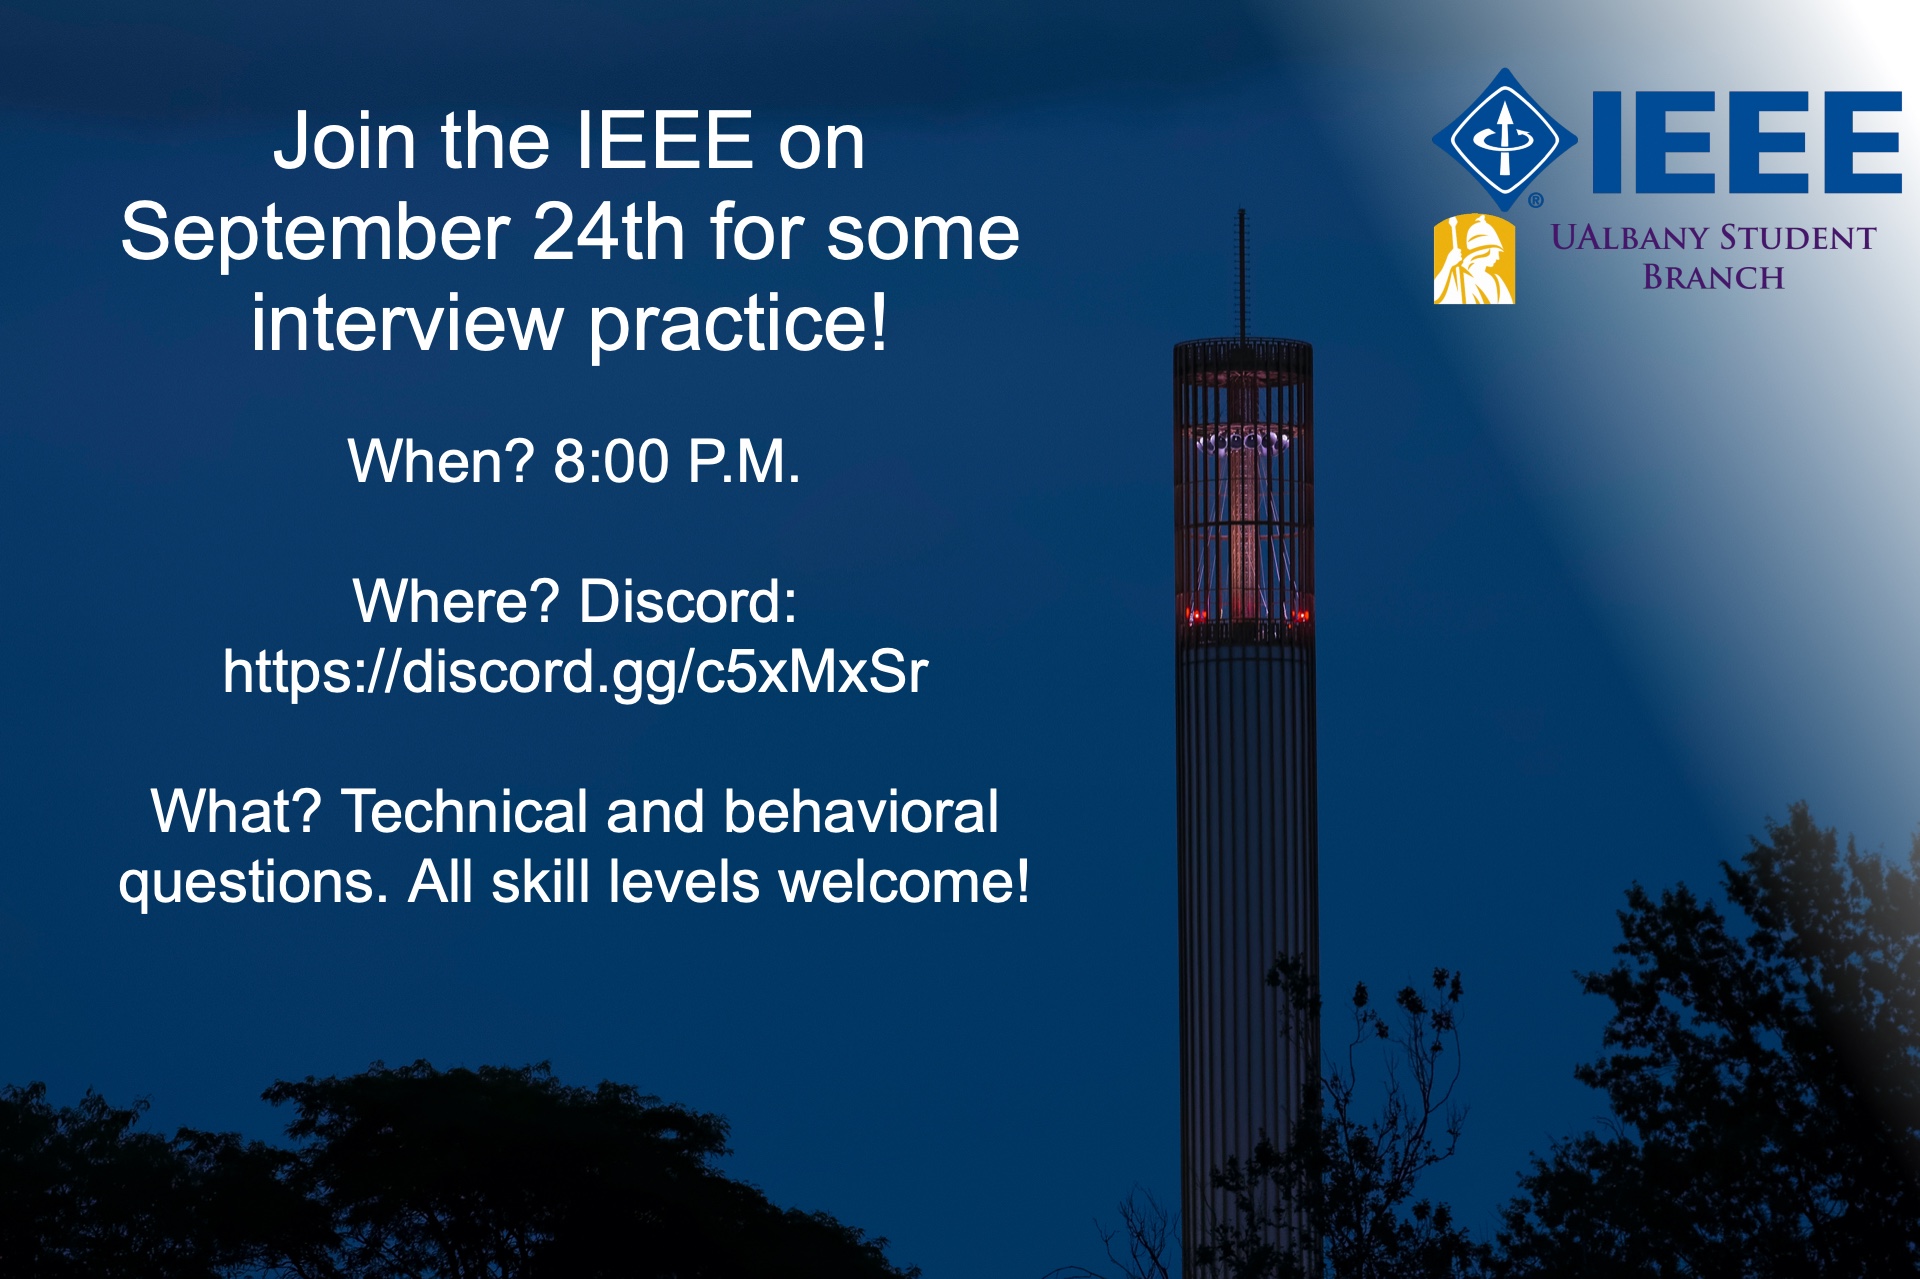 Join the IEEE on
September 24th for some
interview practice!
When? 8:00 P.M.
Where? Discord:
https://discord.gg/c5xMxSr
What? Technical and behavioral
questions. All skill levels welcome!
IEEE
®
UALBANY STUDENT
BRANCH